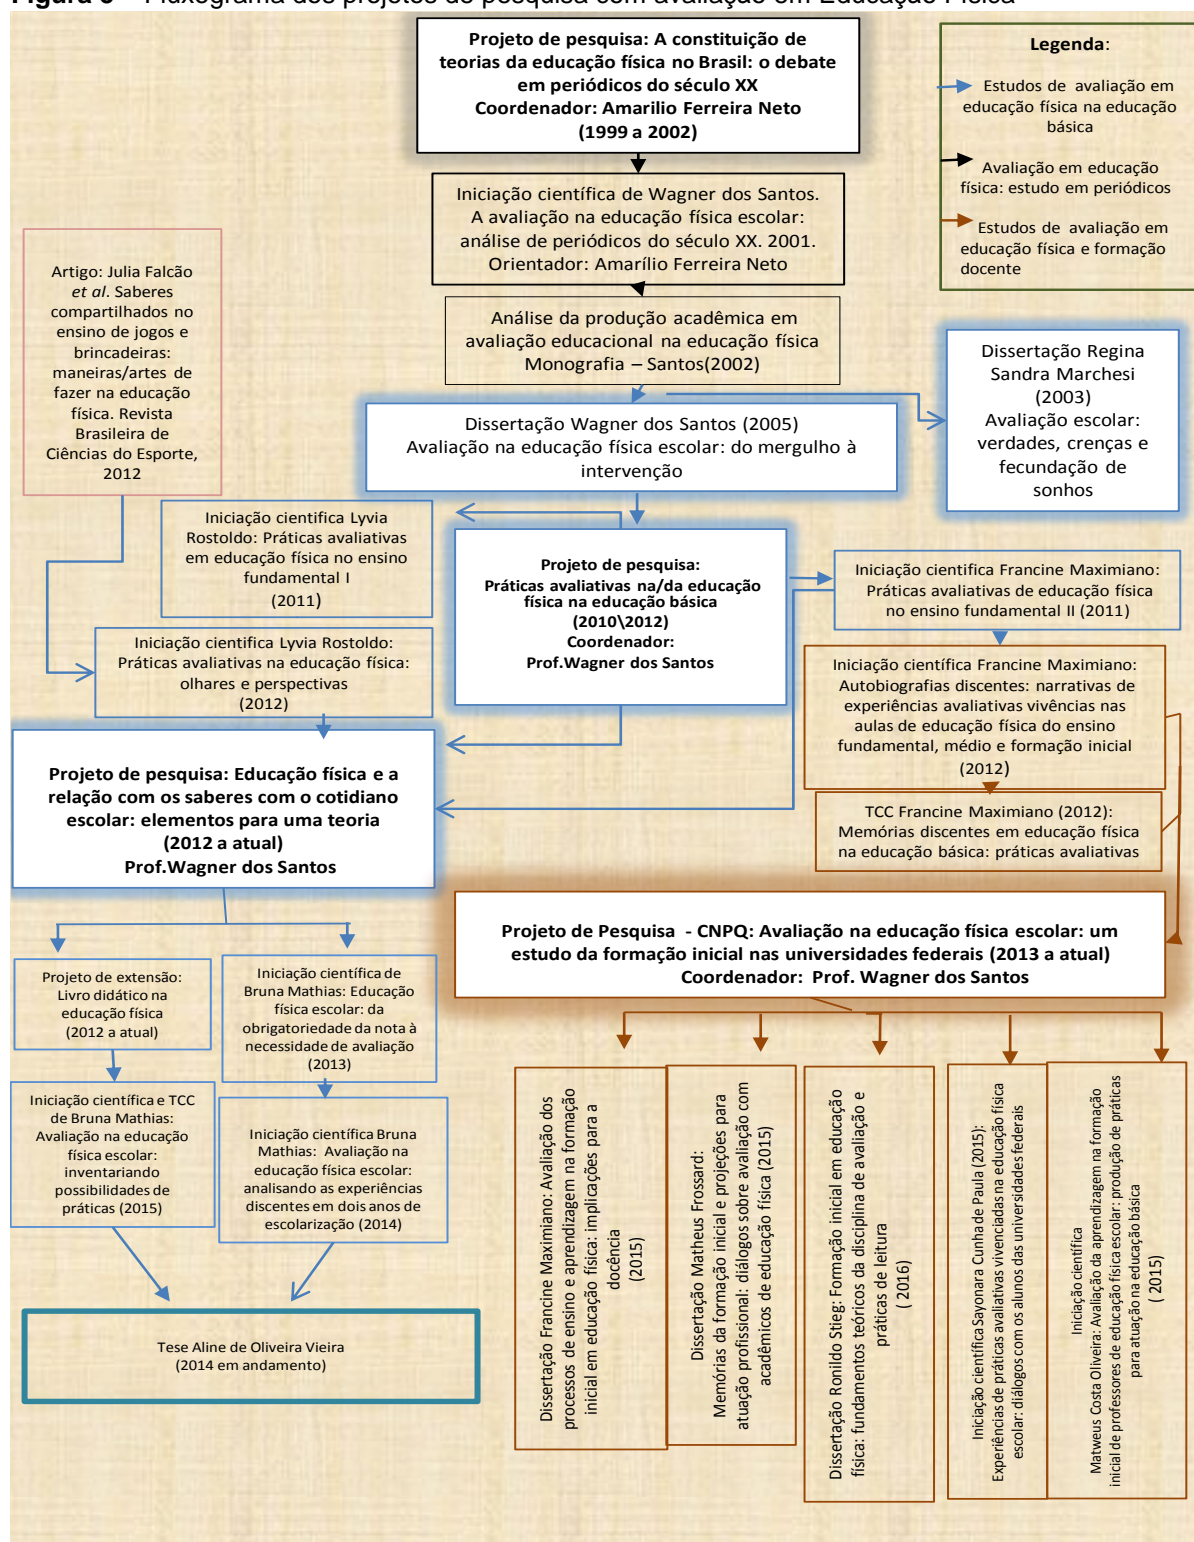 Figura 3 – Fluxograma dos projetos de pesquisa com avaliação em Educação Física
Projeto de pesquisa: A constituição de
teorias da educação física no Brasil: o debate
em periódicos do século XX
Coordenador: Amarilio Ferreira Neto
(1999 a 2002)
Legenda:
Estudos de avaliação em
educação física na educação
básica
Avaliação em educação
física: estudo em periódicos
Estudos de avaliação em
educação física e formação
docente
Iniciação científica de Wagner dos Santos.
A avaliação na educação física escolar:
análise de periódicos do século XX. 2001.
Orientador: Amarílio Ferreira Neto
Artigo: Julia Falcão
et al. Saberes
compartilhados no
ensino de jogos e
brincadeiras:
maneiras/artes de
fazer na educação
física. Revista
Brasileira de
Ciências do Esporte,
2012
Análise da produção acadêmica em
avaliação educacional na educação física
Monografia – Santos(2002)
Dissertação Regina
Sandra Marchesi
(2003)
Avaliação escolar:
verdades, crenças e
fecundação de
sonhos
Dissertação Wagner dos Santos (2005)
Avaliação na educação física escolar: do mergulho à
intervenção
Iniciação cientifica Lyvia
Rostoldo: Práticas avaliativas
em educação física no ensino
fundamental I
(2011)
Projeto de pesquisa:
Práticas avaliativas na/da educação
física na educação básica
(2010\2012)
Coordenador:
Prof.Wagner dos Santos
Iniciação cientifica Francine Maximiano:
Práticas avaliativas de educação física
no ensino fundamental II (2011)
Iniciação cientifica Lyvia Rostoldo:
Práticas avaliativas na educação física:
olhares e perspectivas
(2012)
Iniciação científica Francine Maximiano:
Autobiografias discentes: narrativas de
experiências avaliativas vivências nas
aulas de educação física do ensino
fundamental, médio e formação inicial
(2012)
Projeto de pesquisa: Educação física e a
relação com os saberes com o cotidiano
escolar: elementos para uma teoria
(2012 a atual)
Prof.Wagner dos Santos
TCC Francine Maximiano (2012):
Memórias discentes em educação física
na educação básica: práticas avaliativas
Projeto de Pesquisa - CNPQ: Avaliação na educação física escolar: um
estudo da formação inicial nas universidades federais (2013 a atual)
Coordenador: Prof. Wagner dos Santos
Projeto de extensão:
Livro didático na
educação física
(2012 a atual)
Iniciação científica de
Bruna Mathias: Educação
física escolar: da
obrigatoriedade da nota à
necessidade de avaliação
(2013)
Iniciação científica e TCC
de Bruna Mathias:
Avaliação na educação
física escolar:
inventariando
possibilidades de
práticas (2015)
Iniciação científica Bruna
Mathias: Avaliação na
educação física escolar:
analisando as experiências
discentes em dois anos de
escolarização (2014)
Tese Aline de Oliveira Vieira
(2014 em andamento)
Dissertação Francine Maximiano: Avaliação dos
processos de ensino e aprendizagem na formação
inicial em educação física: implicações para a
docência
(2015)
Dissertação Matheus Frossard:
Memórias da formação inicial e projeções para
atuação profissional: diálogos sobre avaliação com
acadêmicos de educação física (2015)
Dissertação Ronildo Stieg: Formação inicial em educação
física: fundamentos teóricos da disciplina de avaliação e
práticas de leitura
( 2016)
Iniciação científica Sayonara Cunha de Paula (2015):
Experiências de práticas avaliativas vivenciadas na educação física
escolar: diálogos com os alunos das universidades federais
Iniciação científica
Matweus Costa Oliveira: Avaliação da aprendizagem na formação
inicial de professores de educação física escolar: produção de práticas
para atuação na educação básica
( 2015)